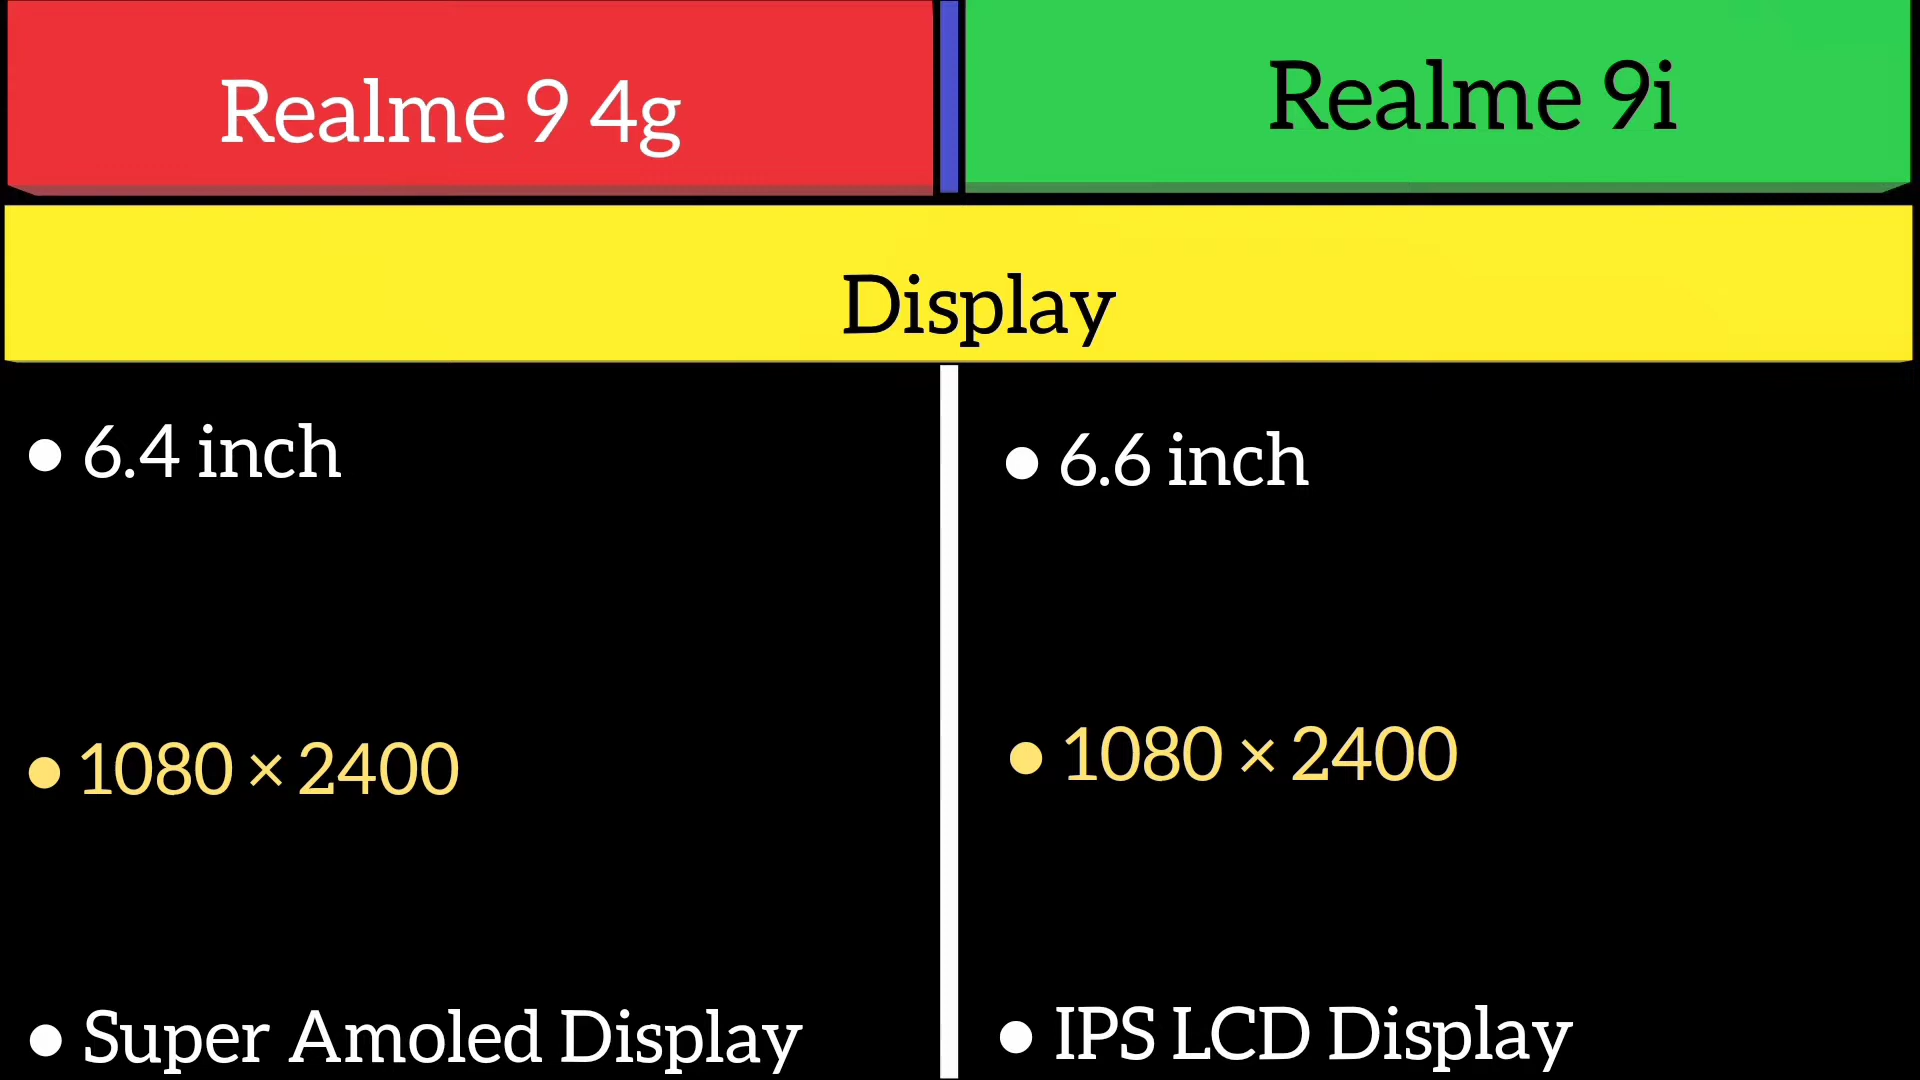 Realme 9 4g
Realme 9i
Display
● 6.4 inch
● 6.6 inch
● 1080 × 2400
● 1080 × 2400
● Super Amoled Display
● IPS LCD Display